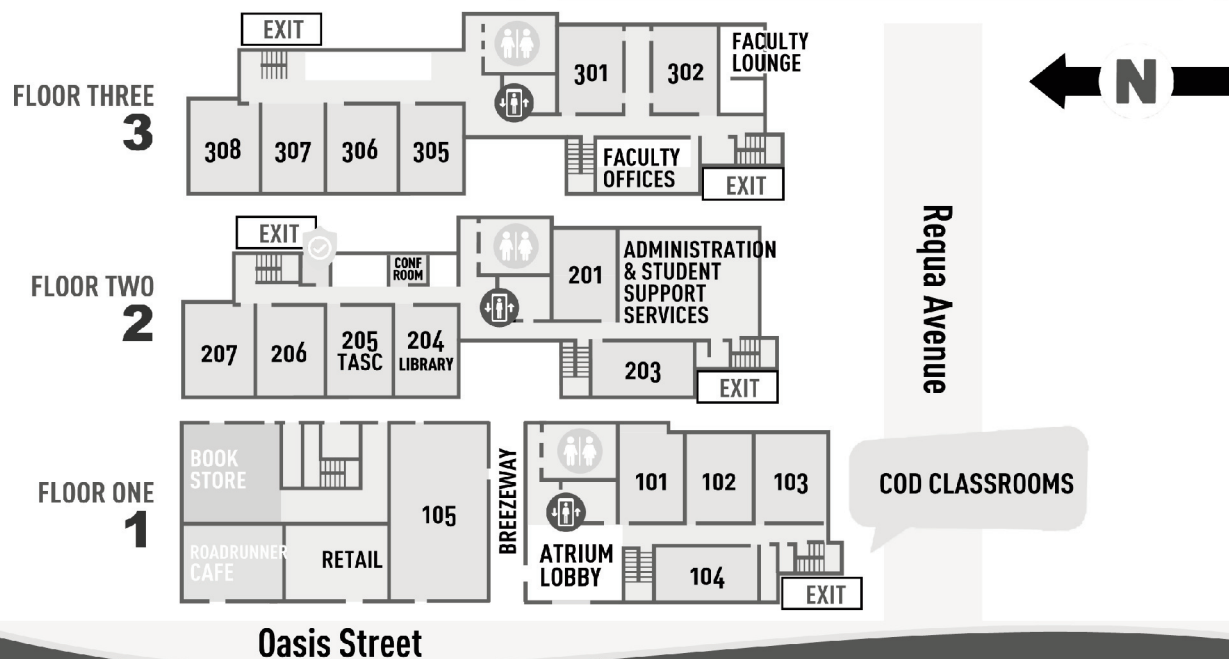 EXIT
FLOOR THREE
3
301
302
FACULTY
LOUNGE
308
307
306
305
FACULTY
OFFICES
EXIT
N
EXIT
FLOOR TWO
2
CONF
ROOM
201
ADMINISTRATION
& STUDENT
SUPPORT
SERVICES
207
206
205
TASC
204
LIBRARY
203
EXIT
Requa Avenue
FLOOR ONE
1
BOOK
STORE
ROADRUNNER
CAFE
RETAIL
105
BREEZEWAY
ATRIUM
LOBBY
101
102
103
104
EXIT
COD CLASSROOMS
Oasis Street